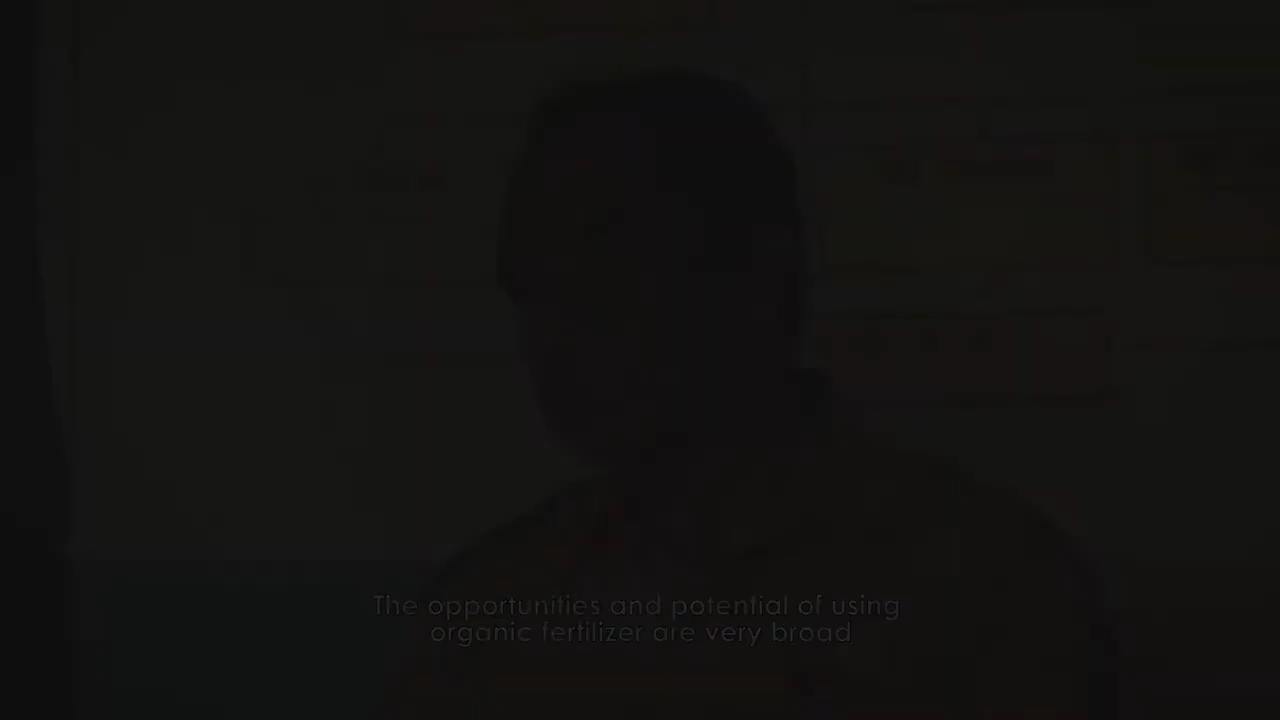 The opportunities and potential of using
organic fertilizer are very broad